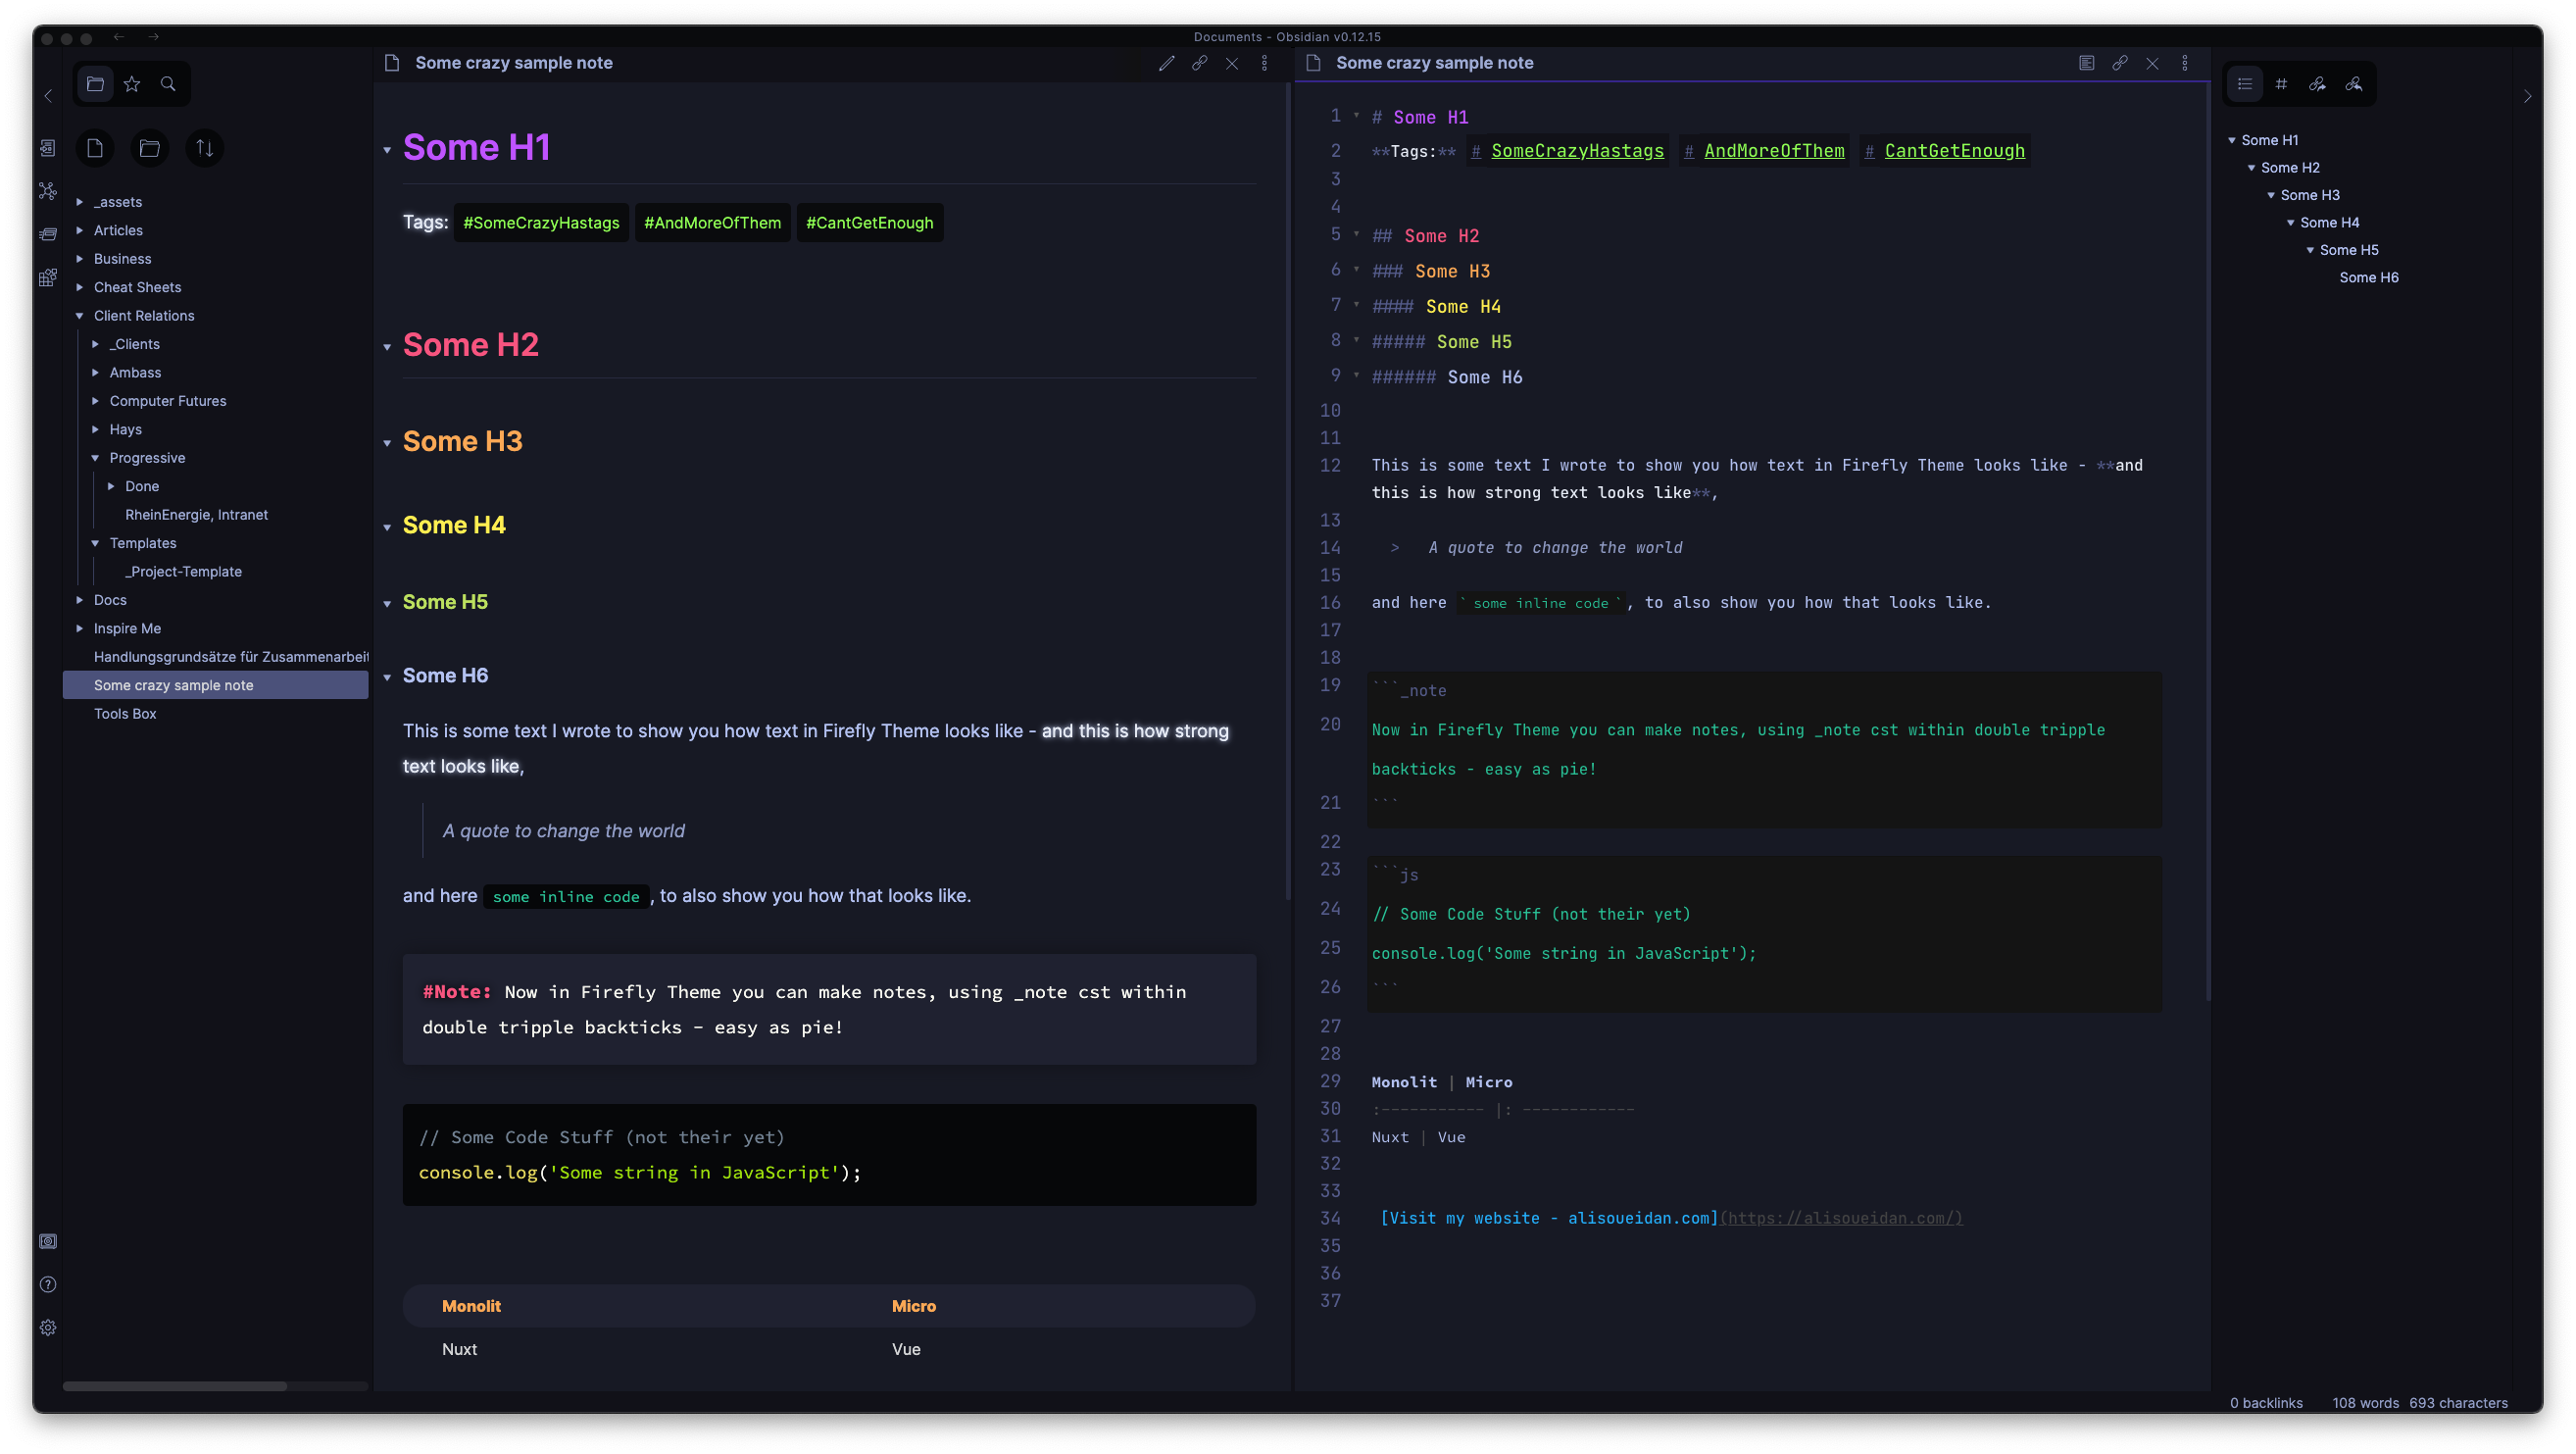 Documents - Obsidian v0.12.15
_assets
Articles
Business
Cheat Sheets
Client Relations
_Clients
Ambass
Computer Futures
Hays
Progressive
Done
RheinEnergie, Intranet
Templates
_Project-Template
Docs
Inspire Me
Handlungsgrundsätze für Zusammenarbeit
Some crazy sample note
Tools Box
Some crazy sample note
Some H1
Tags: #SomeCrazyHastags #AndMoreOfThem #CantGetEnough
Some H2
Some H3
Some H4
Some H5
Some H6
This is some text I wrote to show you how text in Firefly Theme looks like - and this is how strong
text looks like,
A quote to change the world
and here some inline code , to also show you how that looks like.
#Note: Now in Firefly Theme you can make notes, using _note cst within
double tripple backticks - easy as pie!
// Some Code Stuff (not their yet)
console.log('Some string in JavaScript');
Monolit Micro
Nuxt Vue
Some crazy sample note
1 # Some H1
2 **Tags:** # SomeCrazyHastags # AndMoreOfThem # CantGetEnough
3
4
5 ## Some H2
6 ### Some H3
7 #### Some H4
8 ##### Some H5
9 ###### Some H6
10
11
12 This is some text I wrote to show you how text in Firefly Theme looks like - **and
this is how strong text looks like**,
13
14 > A quote to change the world
15
16 and here `some inline code`, to also show you how that looks like.
17
18
19 ```_note
20 Now in Firefly Theme you can make notes, using _note cst within double tripple
backticks - easy as pie!
21 ```
22
23 ```js
24 // Some Code Stuff (not their yet)
25 console.log('Some string in JavaScript');
26 ```
27
28
29 Monolit | Micro
30 :----------- |: ------------
31 Nuxt | Vue
32
33
34 [Visit my website - alisoueidan.com](https://alisoueidan.com/)
35
36
37
Some H1
Some H2
Some H3
Some H4
Some H5
Some H6
0 backlinks 108 words 693 characters